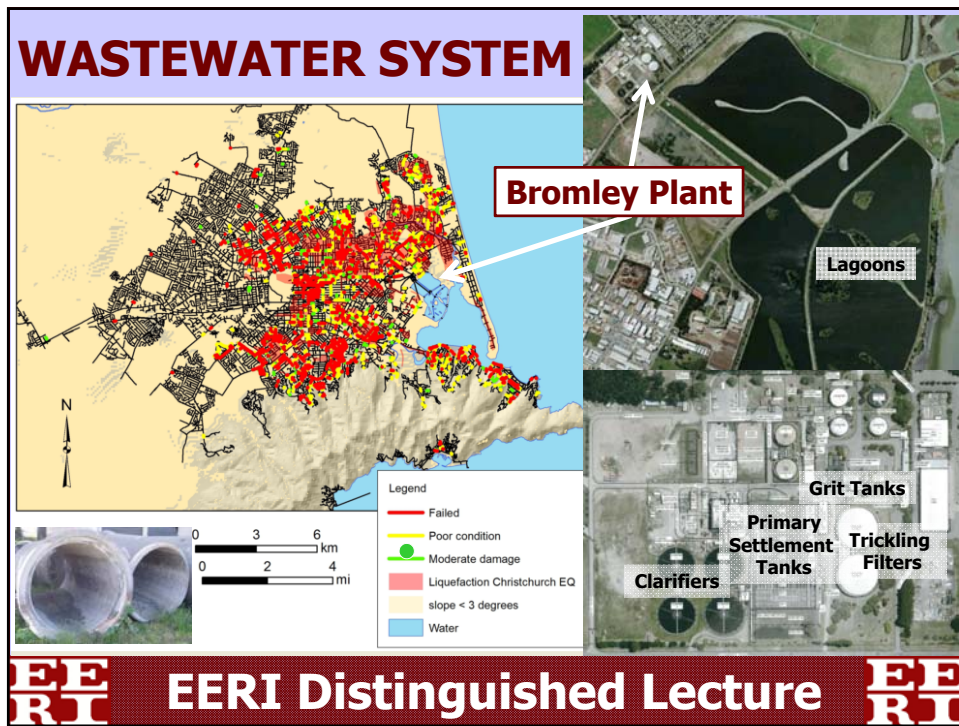 WASTEWATER SYSTEM
Bromley Plant
Lagoons
N
0 3 6
km
0 2 4
mi
Legend
Failed
Poor condition
Moderate damage
Liquefaction Christchurch EQ
slope < 3 degrees
Water
Grit Tanks
Primary
Settlement
Tanks
Trickling
Filters
Clarifiers
EE
RI
EERI Distinguished Lecture
EE
RI